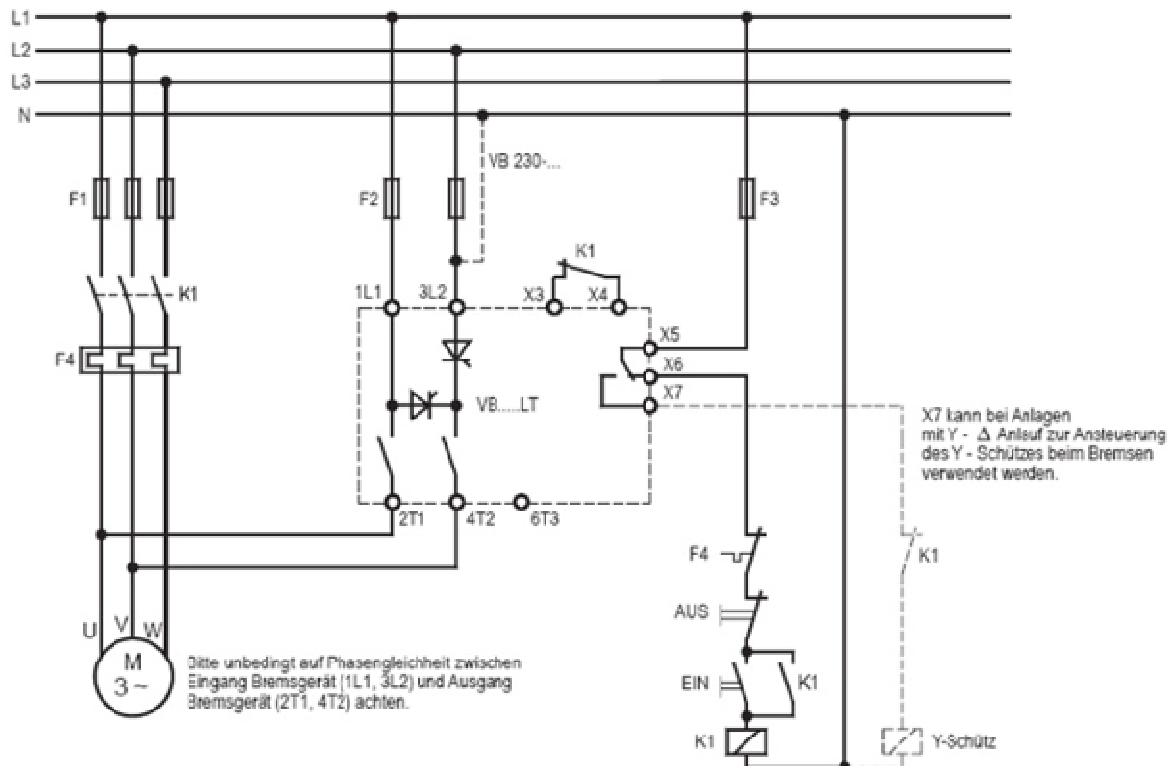 L1
L2
L3
N
VB 230-...
F1
F2
F3
K1
K1
1L1
3L2
X3
X4
X5
F4
X6
X7
VB.....LT
X7 kann bei Anlagen
mit Y - Δ Anlauf zur Ansteuerung
des Y - Schützes beim Bremsen
verwendet werden.
2T1
4T2
6T3
F4
K1
AUS
U
V
W
M
3 ~
Bitte unbedingt auf Phasengleichheit zwischen
Eingang Bremsgerät (1L1, 3L2) und Ausgang
Bremsgerät (2T1, 4T2) achten.
EIN
K1
K1
Y-Schütz